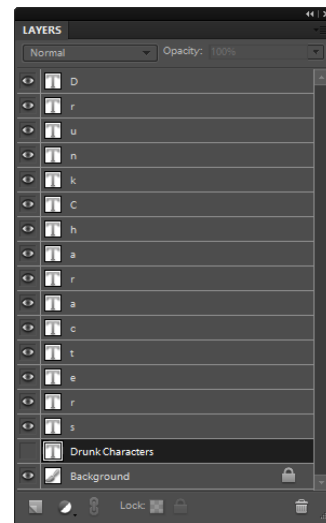 LAYERS
Normal Opacity: 100%
D
r
u
n
k
C
h
a
r
a
c
t
e
r
s
Drunk Characters
Background
Lock: